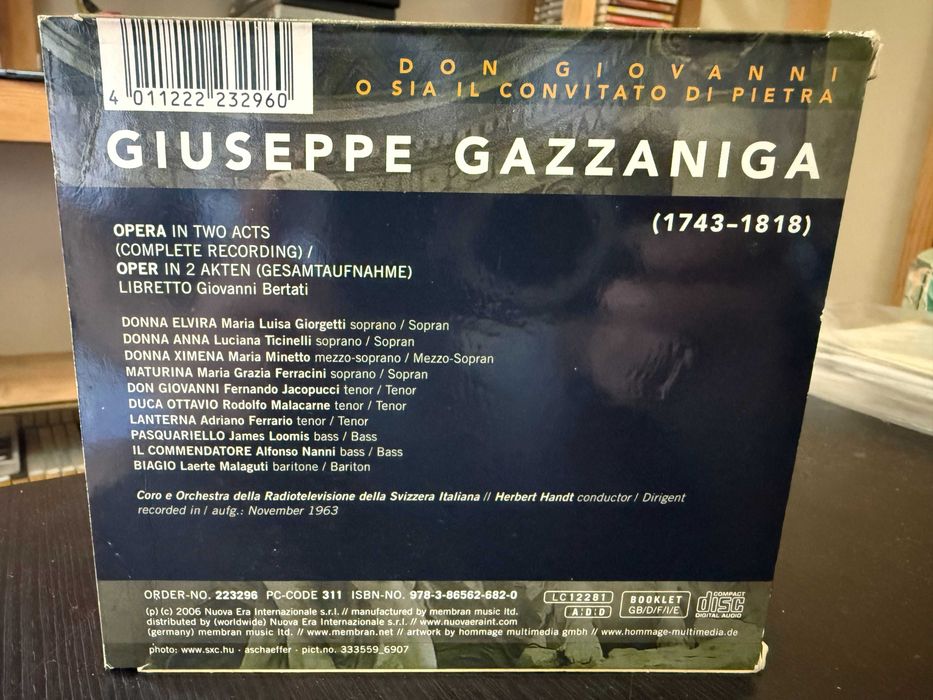 4 011222 232960
DON GIOVANNI
O SIA IL CONVITATO DI PIETRA
GIUSEPPE GAZZANIGA
(1743–1818)
OPERA IN TWO ACTS
(COMPLETE RECORDING) /
OPER IN 2 AKTEN (GESAMTAUFNAHME)
LIBRETTO Giovanni Bertati
DONNA ELVIRA Maria Luisa Giorgetti soprano / Sopran
DONNA ANNA Luciana Ticinelli soprano / Sopran
DONNA XIMENA Maria Minetto mezzo-soprano / Mezzo-Sopran
MATURINA Maria Grazia Ferracini soprano / Sopran
DON GIOVANNI Fernando Jacopucci tenor / Tenor
DUCA OTTAVIO Rodolfo Malacarne tenor / Tenor
LANTERNA Adriano Ferrario tenor / Tenor
PASQUARIELLO James Loomis bass / Bass
IL COMMENDATORE Alfonso Nanni bass / Bass
BIAGIO Laerte Malaguti baritone / Bariton
Coro e Orchestra della Radiotelevisione della Svizzera Italiana // Herbert Handt conductor / Dirigent
recorded in / aufg.: November 1963
ORDER-NO. 223296 PC-CODE 311 ISBN-NO. 978-3-86562-682-0
(p) (c) 2006 Nuova Era Internazionale s.r.l. // manufactured by membran music ltd.
distributed by (worldwide) Nuova Era Internazionale s.r.l. // www.nuovaeraint.com
(germany) membran music ltd. // www.membran.net // artwork by hommage multimedia gmbh // www.hommage-multimedia.de
photo: www.sxc.hu - aschaeffer - pict.no. 333559_6907
LC12281
A:D:D
BOOKLET
GB/D/F/I/E
COMPACT
disc
DIGITAL AUDIO